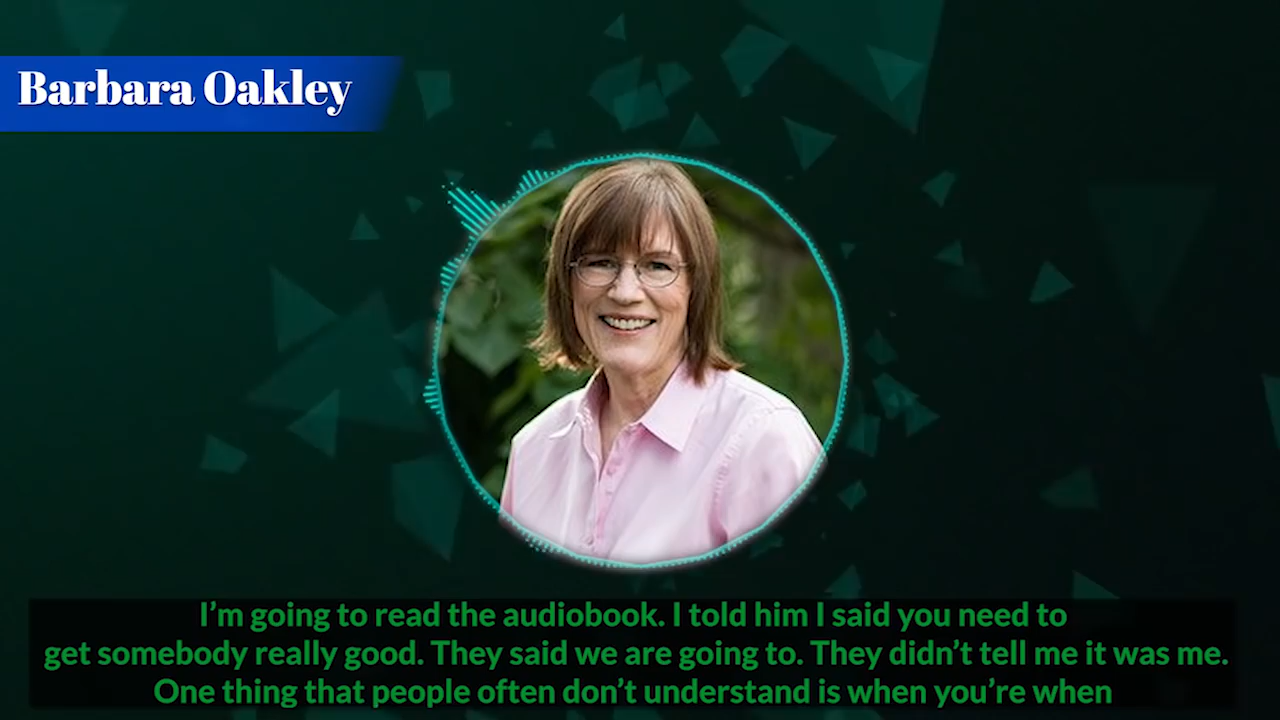 Barbara Oakley
I'm going to read the audiobook. I told him I said you need to
get somebody really good. They said we are going to. They didn't tell me it was me.
One thing that people often don't understand is when you're when